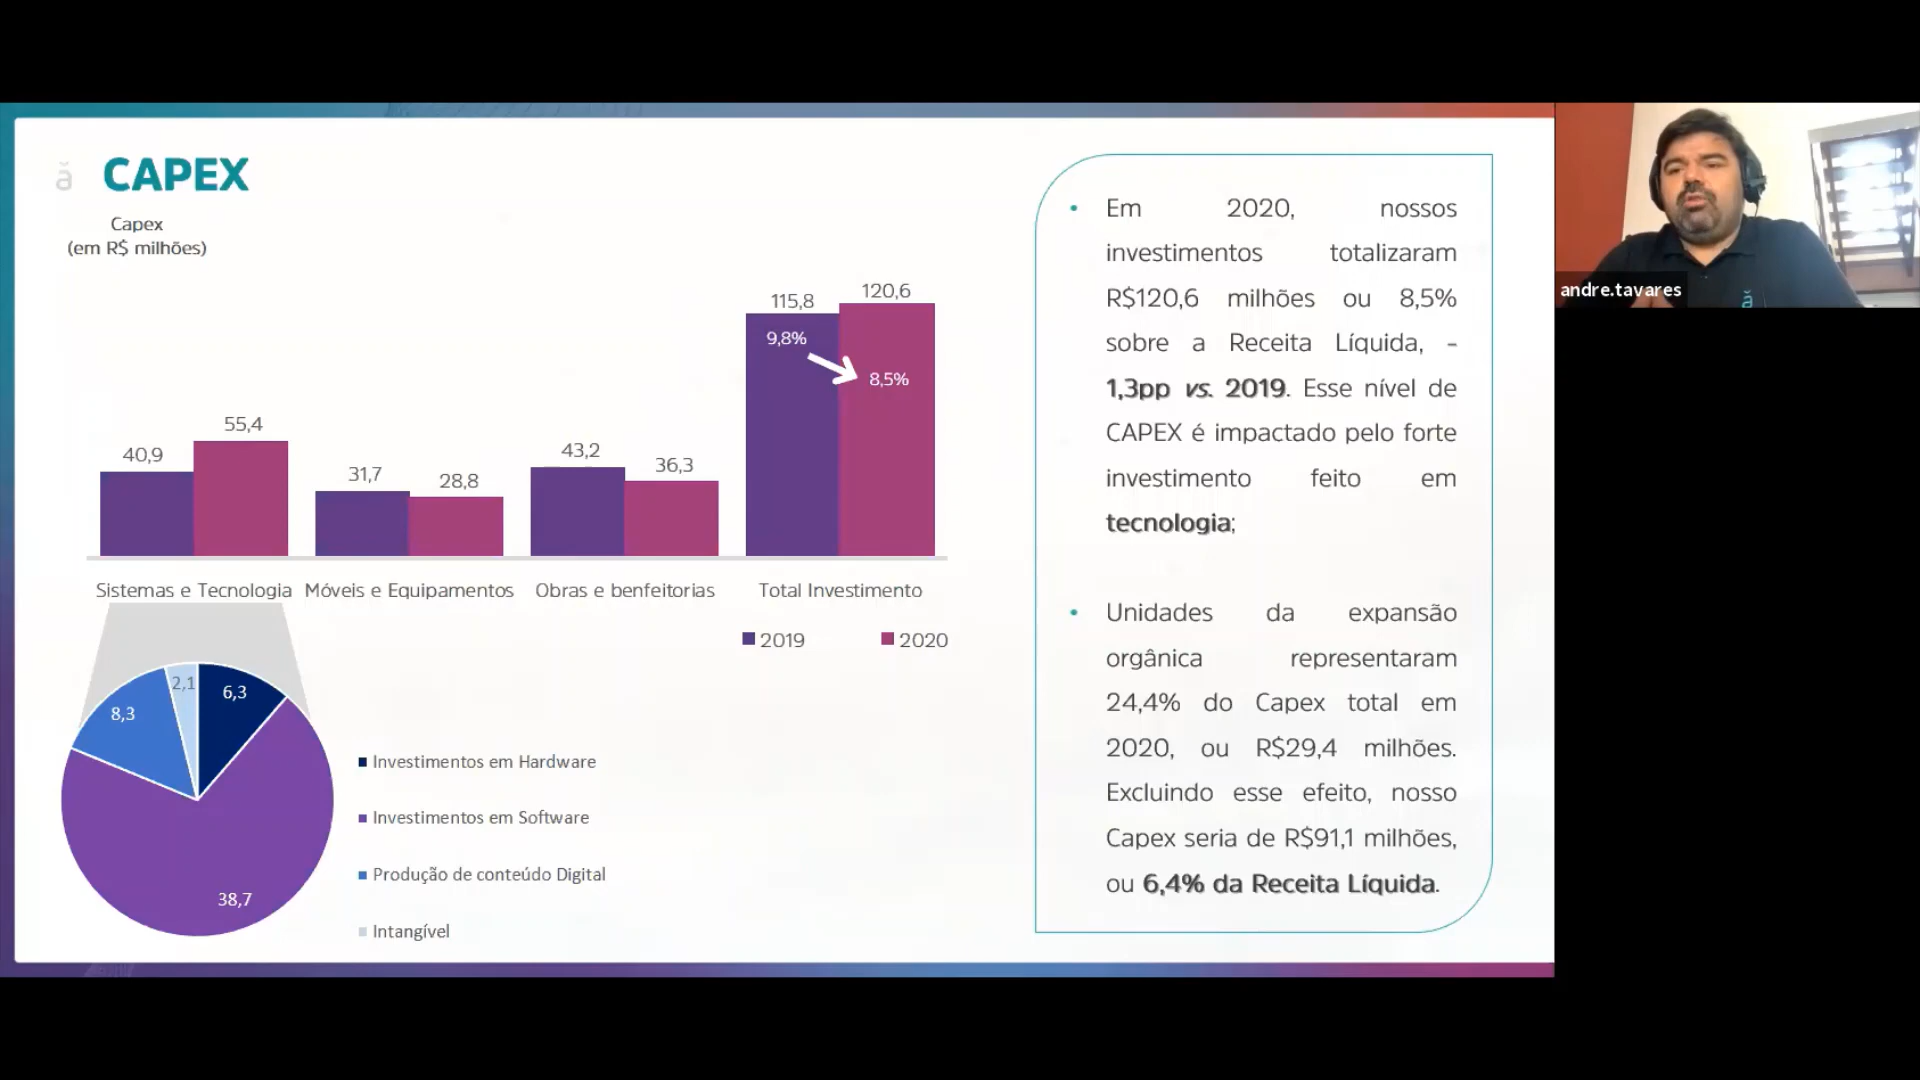 ă CAPEX
Capex
(em R$ milhões)
40,9
55,4
31,7
28,8
43,2
36,3
115,8
120,6
9,8%
8,5%
Sistemas e Tecnologia
Móveis e Equipamentos
Obras e benfeitorias
Total Investimento
2019
2020
2,1
6,3
8,3
38,7
Investimentos em Hardware
Investimentos em Software
Produção de conteúdo Digital
Intangível
• Em 2020, nossos
investimentos totalizaram
R$120,6 milhões ou 8,5%
sobre a Receita Líquida, -
1,3pp vs. 2019. Esse nível de
CAPEX é impactado pelo forte
investimento feito em
tecnologia;
• Unidades da expansão
orgânica representaram
24,4% do Capex total em
2020, ou R$29,4 milhões.
Excluindo esse efeito, nosso
Capex seria de R$91,1 milhões,
ou 6,4% da Receita Líquida.
andre.tavares
ă